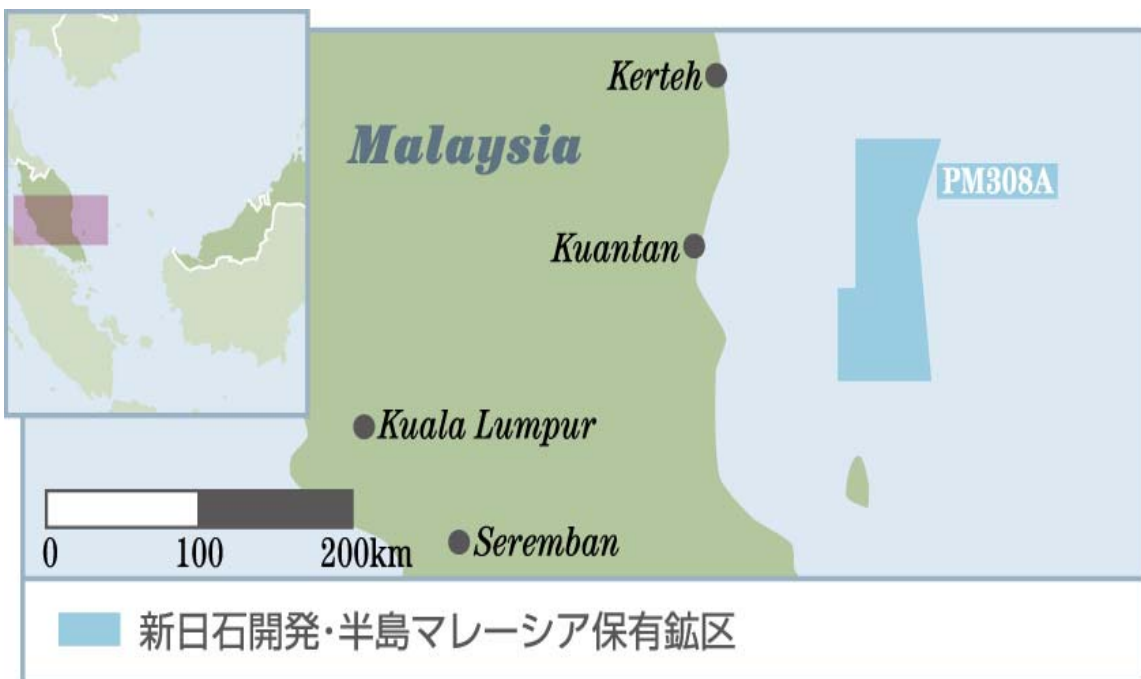 Kerteh
Malaysia
PM308A
Kuantan
Kuala Lumpur
Seremban
0 100 200km
新日石開発・半島マレーシア保有鉱区